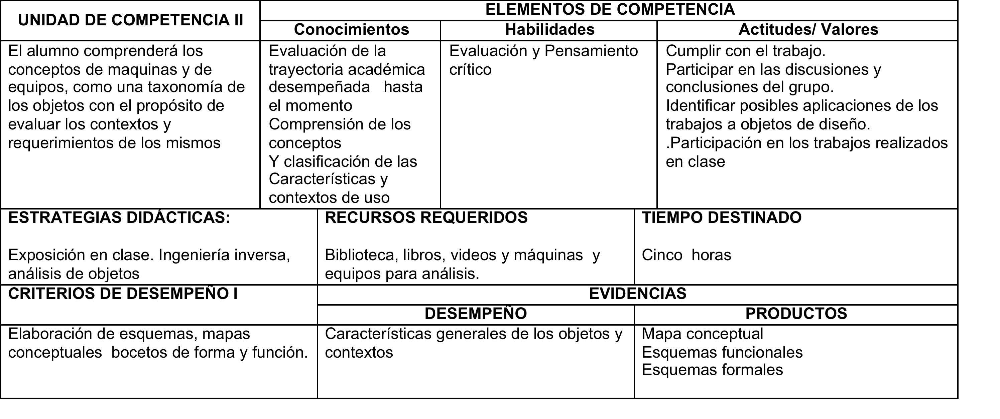 UNIDAD DE COMPETENCIA II
ELEMENTOS DE COMPETENCIA
Conocimientos
Habilidades
Actitudes/ Valores
El alumno comprenderá los
conceptos de maquinas y de
equipos, como una taxonomía de
los objetos con el propósito de
evaluar los contextos y
requerimientos de los mismos
Evaluación de la
trayectoria académica
desempeñada   hasta
el momento
Comprensión de los
conceptos
Y clasificación de las
Características y
contextos de uso
Evaluación y Pensamiento
crítico
Cumplir con el trabajo.
Participar en las discusiones y
conclusiones del grupo.
Identificar posibles aplicaciones de los
trabajos a objetos de diseño.
.Participación en los trabajos realizados
en clase
ESTRATEGIAS DIDÁCTICAS:
Exposición en clase. Ingeniería inversa,
análisis de objetos
RECURSOS REQUERIDOS
Biblioteca, libros, videos y máquinas  y
equipos para análisis.
TIEMPO DESTINADO
Cinco  horas
CRITERIOS DE DESEMPEÑO I
EVIDENCIAS
DESEMPEÑO
PRODUCTOS
Elaboración de esquemas, mapas
conceptuales  bocetos de forma y función.
Características generales de los objetos y
contextos
Mapa conceptual
Esquemas funcionales
Esquemas formales